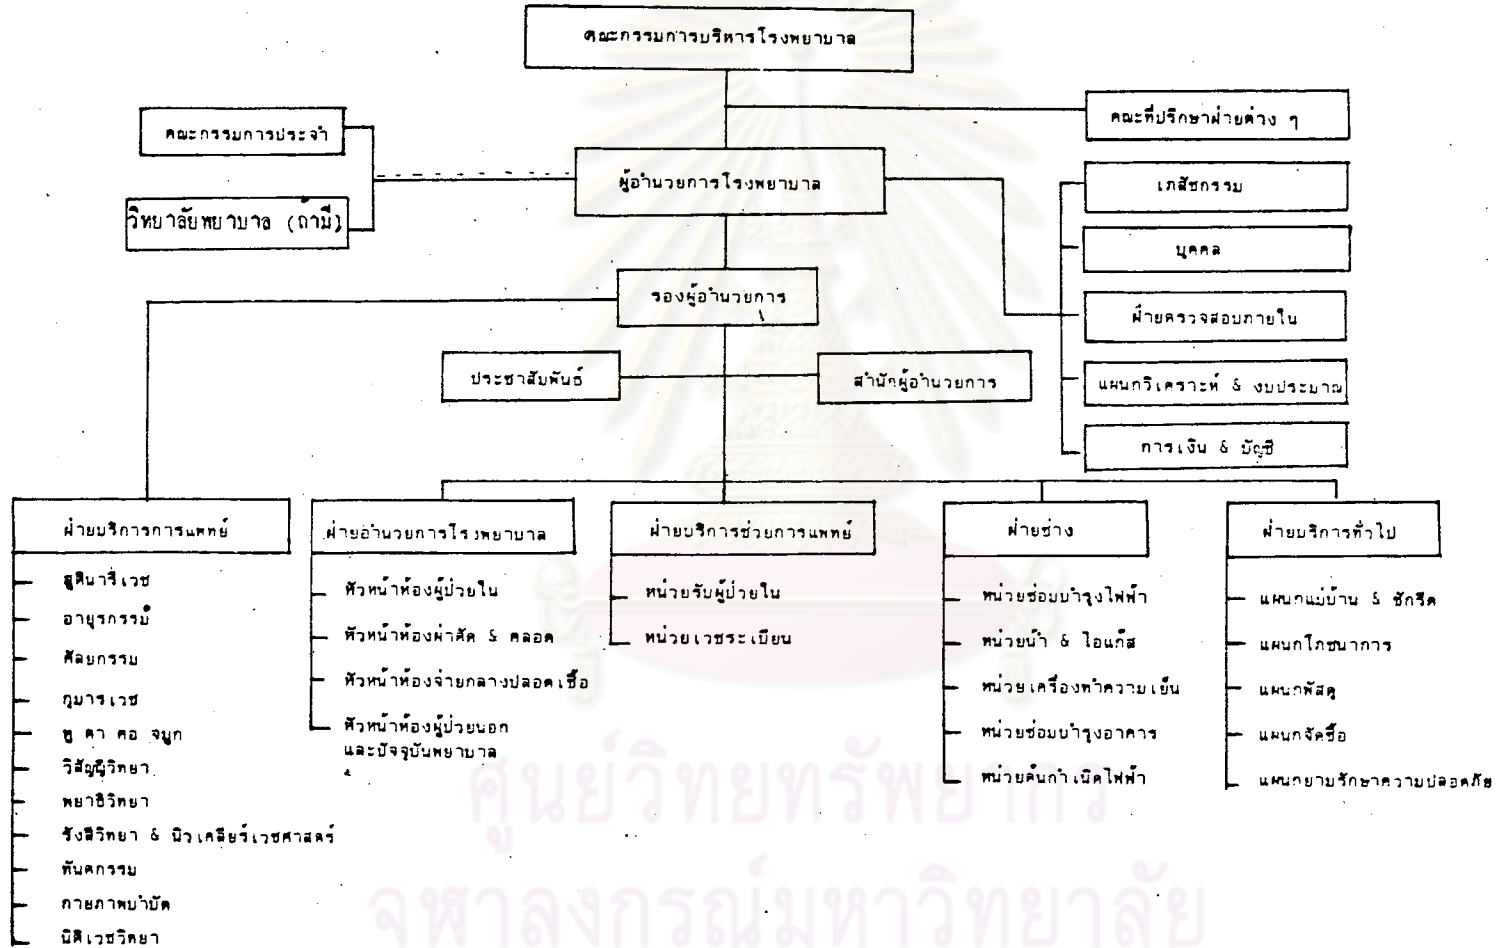 คณะกรรมการบริหารโรงพยาบาล
คณะที่ปรึกษาฝ่ายต่าง ๆ
คณะกรรมการประจำ
ผู้อำนวยการโรงพยาบาล
เภสัชกรรม
วิทยาลัยพยาบาล (ถ้ามี)
บุคคล
รองผู้อำนวยการ
ฝ่ายตรวจสอบภายใน
ประชาสัมพันธ์
สำนักผู้อำนวยการ
แผนกวิเคราะห์ & งบประมาณ
การเงิน & บัญชี
ฝ่ายบริการการแพทย์
สูตินารีเวช
อายุรกรรม
ศัลยกรรม
กุมารเวช
หู ตา คอ จมูก
วิสัญญีวิทยา
พยาธิวิทยา
รังสีวิทยา & นิวเคลียร์เวชศาสตร์
ทันตกรรม
กายภาพบำบัด
นิติเวชวิทยา
ฝ่ายอำนวยการโรงพยาบาล
หัวหน้าห้องผู้ป่วยใน
หัวหน้าห้องผ่าตัด & คลอด
หัวหน้าห้องจ่ายกลางปลอดเชื้อ
หัวหน้าห้องผู้ป่วยนอก
และปัจจุบันพยาบาล
ฝ่ายบริการช่วยการแพทย์
หน่วยรับผู้ป่วยใน
หน่วยเวชระเบียน
ฝ่ายช่าง
หน่วยซ่อมบำรุงไฟฟ้า
หน่วยน้ำ & ไอแก๊ส
หน่วยเครื่องทำความเย็น
หน่วยซ่อมบำรุงอาคาร
หน่วยต้นกำเนิดไฟฟ้า
ฝ่ายบริการทั่วไป
แผนกแม่บ้าน & ซักรีด
แผนกโภชนาการ
แผนกพัสดุ
แผนกจัดซื้อ
แผนกยามรักษาความปลอดภัย
ศูนย์วิทยทรัพยากร
จุฬาลงกรณ์มหาวิทยาลัย